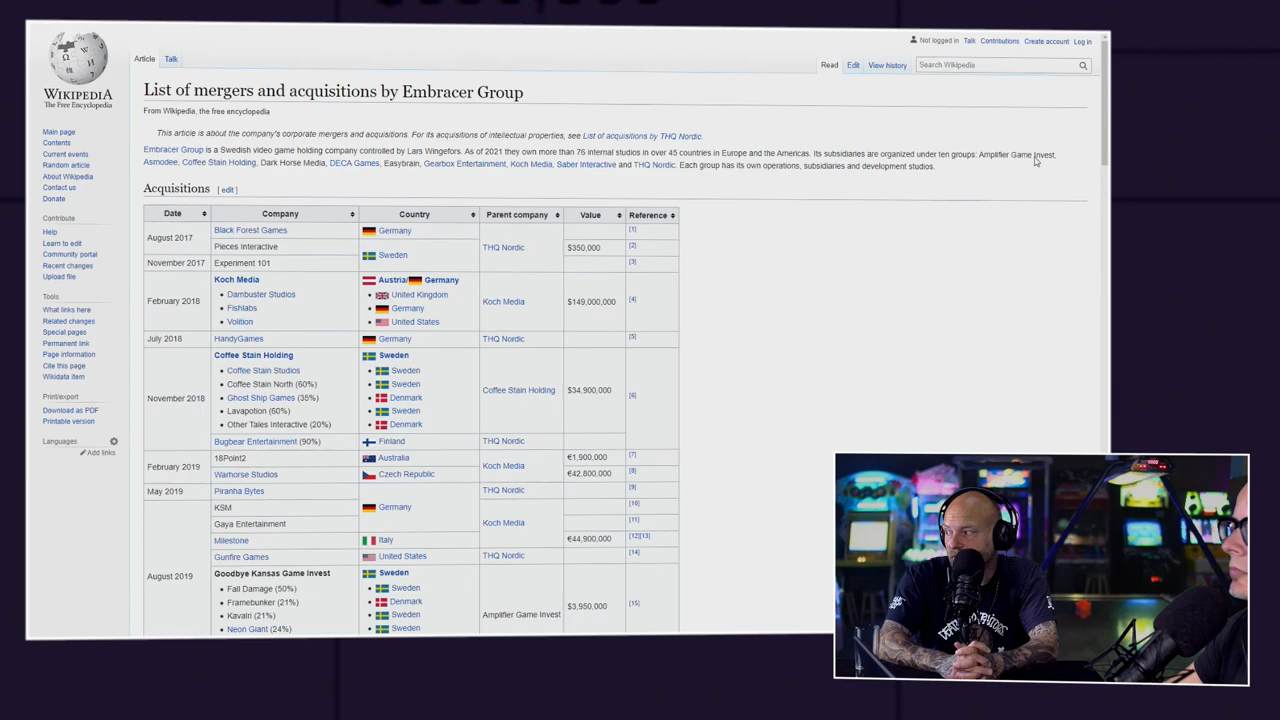 Not logged in Talk Contributions Create account Log in
WIKIPEDIA
The Free Encyclopedia
Article Talk
Read Edit View history Search Wikipedia
Main page
Contents
Current events
Random article
About Wikipedia
Contact us
Donate
Contribute
Help
Learn to edit
Community portal
Recent changes
Upload file
Tools
What links here
Related changes
Special pages
Permanent link
Page information
Cite this page
Wikidata item
Print/export
Download as PDF
Printable version
Languages
Add links
List of mergers and acquisitions by Embracer Group
From Wikipedia, the free encyclopedia
This article is about the company's corporate mergers and acquisitions. For its acquisitions of intellectual properties, see List of acquisitions by THQ Nordic.
Embracer Group is a Swedish video game holding company controlled by Lars Wingefors. As of 2021 they own more than 76 internal studios in over 45 countries in Europe and the Americas. Its subsidiaries are organized under ten groups: Amplifier Game Invest,
Asmodee, Coffee Stain Holding, Dark Horse Media, DECA Games, Easybrain, Gearbox Entertainment, Koch Media, Saber Interactive and THQ Nordic. Each group has its own operations, subsidiaries and development studios.
Acquisitions [ edit ]
Date Company Country Parent company Value Reference
August 2017 Black Forest Games Germany THQ Nordic [1]
Pieces Interactive Sweden $350,000 [2]
November 2017 Experiment 101 [3]
February 2018 Koch Media Austria/ Germany Koch Media $149,000,000 [4]
• Dambuster Studios • United Kingdom
• Fishlabs • Germany
• Volition • United States
July 2018 HandyGames Germany THQ Nordic [5]
November 2018 Coffee Stain Holding Sweden Coffee Stain Holding $34,900,000 [6]
• Coffee Stain Studios • Sweden
• Coffee Stain North (60%) • Sweden
• Ghost Ship Games (35%) • Denmark
• Lavapotion (60%) • Sweden
• Other Tales Interactive (20%) • Denmark
Bugbear Entertainment (90%) Finland THQ Nordic
February 2019 18Point2 Australia Koch Media €1,900,000 [7]
Warhorse Studios Czech Republic €42,800,000 [8]
May 2019 Piranha Bytes Germany THQ Nordic [9]
August 2019 KSM Koch Media [10]
Gaya Entertainment [11]
Milestone Italy €44,900,000 [12][13]
Gunfire Games United States THQ Nordic [14]
Goodbye Kansas Game Invest Sweden Amplifier Game Invest $3,950,000 [15]
• Fall Damage (50%) • Sweden
• Framebunker (21%) • Denmark
• Kavalri (21%) • Sweden
• Neon Giant (24%) • Sweden